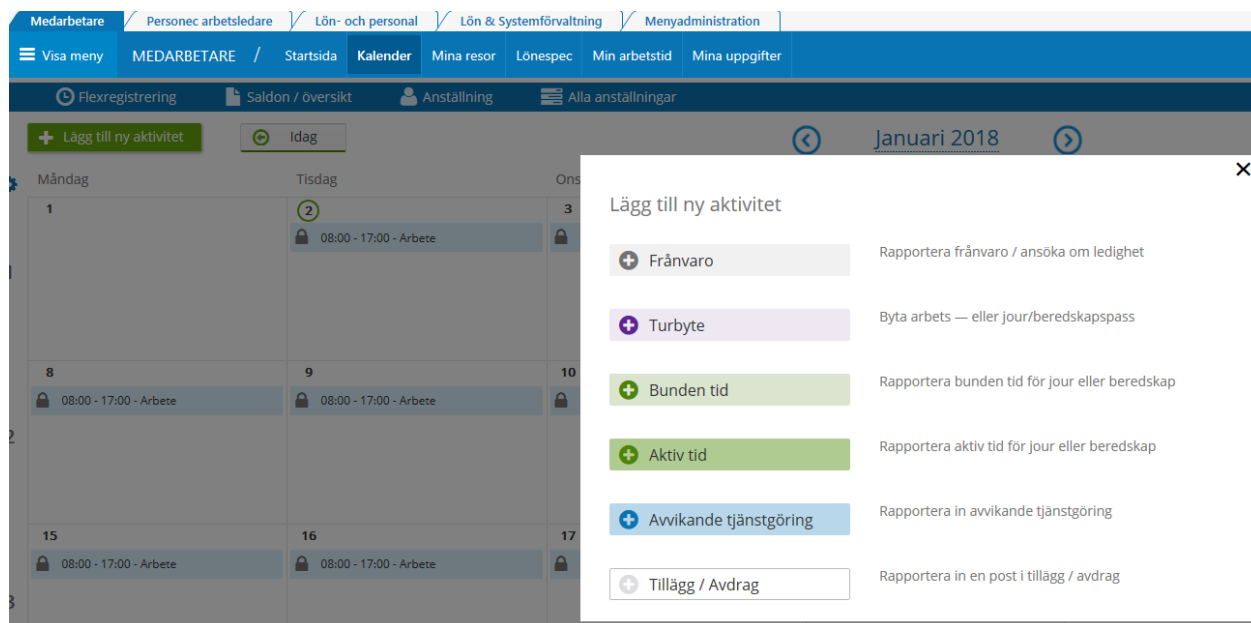 Medarbetare Personec arbetsledare Lön- och personal Lön & Systemförvaltning Menyadministration
Visa meny MEDARBETARE / Startsida Kalender Mina resor Lönespec Min arbetstid Mina uppgifter
Flexregistrering Saldon / översikt Anställning Alla anställningar
Lägg till ny aktivitet Idag Januari 2018
Måndag Tisdag Ons
1 2 3
08:00 - 17:00 - Arbete
8 9 10
08:00 - 17:00 - Arbete 08:00 - 17:00 - Arbete
2
15 16 17
08:00 - 17:00 - Arbete 08:00 - 17:00 - Arbete
3
Lägg till ny aktivitet
Frånvaro Rapportera frånvaro / ansöka om ledighet
Turbyte Byta arbets — eller jour/beredskapspass
Bunden tid Rapportera bunden tid för jour eller beredskap
Aktiv tid Rapportera aktiv tid för jour eller beredskap
Avvikande tjänstgöring Rapportera in avvikande tjänstgöring
Tillägg / Avdrag Rapportera in en post i tillägg / avdrag